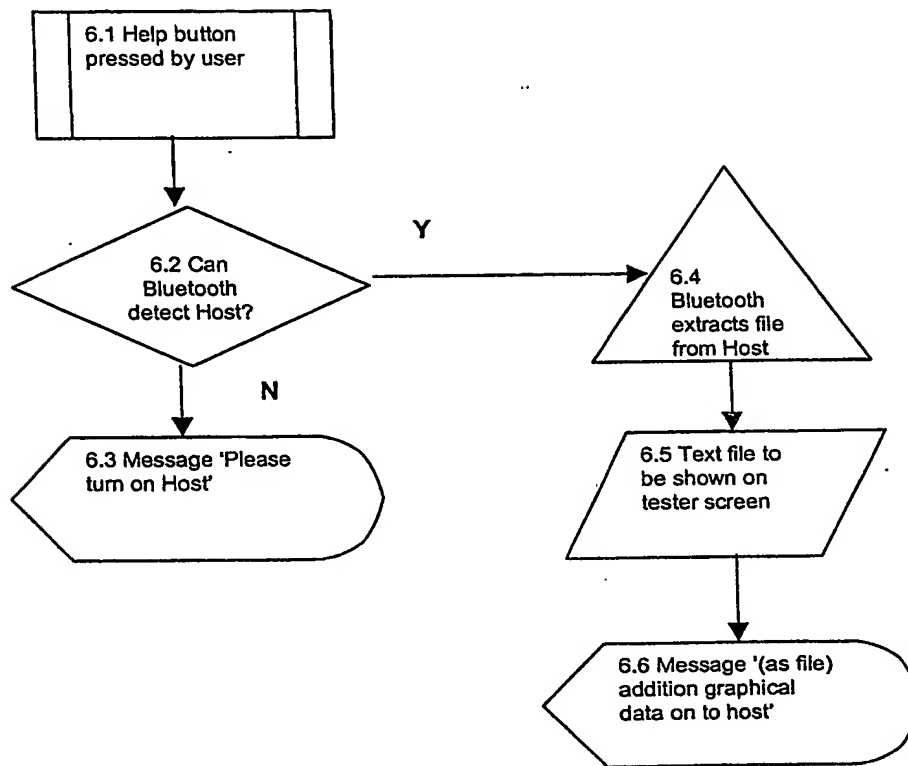 6.1 Help button
pressed by user
Y
6.2 Can
Bluetooth
detect Host?
6.4
Bluetooth
extracts file
from Host
N
6.3 Message 'Please
turn on Host'
6.5 Text file to
be shown on
tester screen
6.6 Message '(as file)
addition graphical
data on to host'